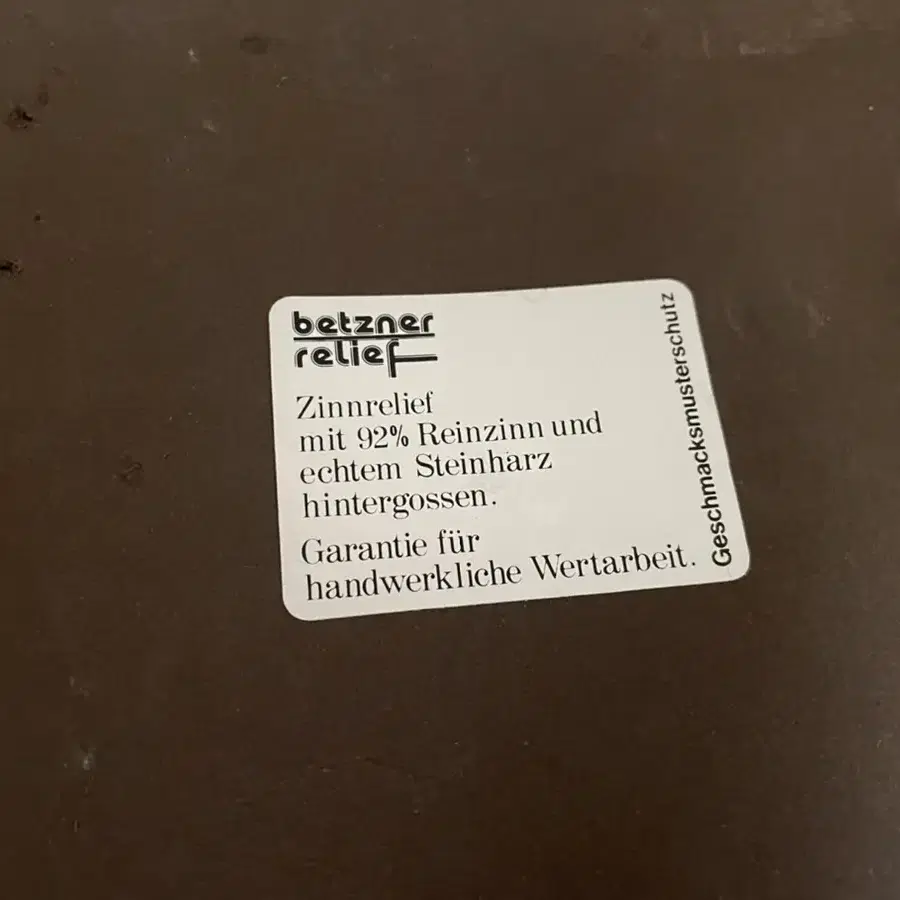 betzner
relief
Zinnrelief
mit 92% Reinzinn und
echtem Steinharz
hintergossen.
Garantie für
handwerkliche Wertarbeit.
Geschmacksmusterschutz